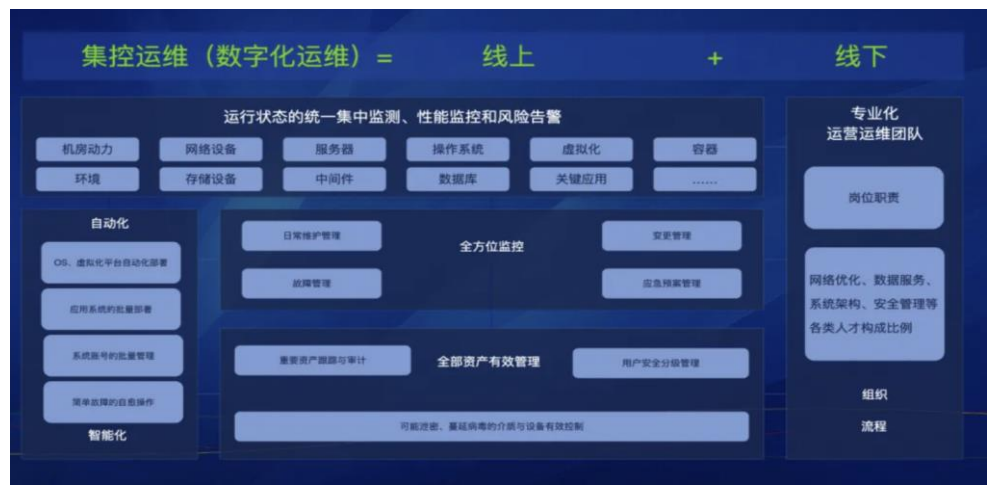 集控运维（数字化运维）= 线上 + 线下
运行状态的统一集中监测、性能监控和风险告警
机房动力 网络设备 服务器 操作系统 虚拟化 容器
环境 存储设备 中间件 数据库 关键应用 ……
自动化
OS、虚拟化平台自动化部署
应用系统的批量部署
系统账号的批量管理
简单故障的自愈操作
智能化
日常维护管理
全方位监控
变更管理
故障管理
应急预案管理
重要资产跟踪与审计
全部资产有效管理
用户安全分级管理
可能泄密、蔓延病毒的介质与设备有效控制
专业化
运营运维团队
岗位职责
网络优化、数据服务、
系统架构、安全管理等
各类人才构成比例
组织
流程